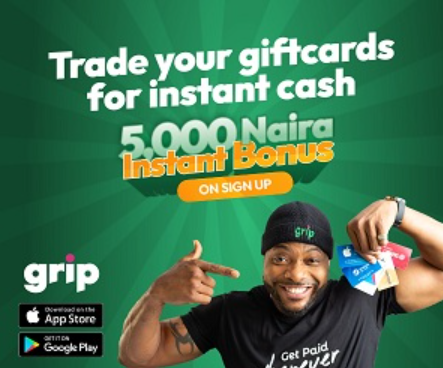 Trade your giftcards
for instant cash
5,000 Naira
Instant Bonus
ON SIGN UP
grip
grip
Download on the
App Store
GET IT ON
Google Play
Get Paid